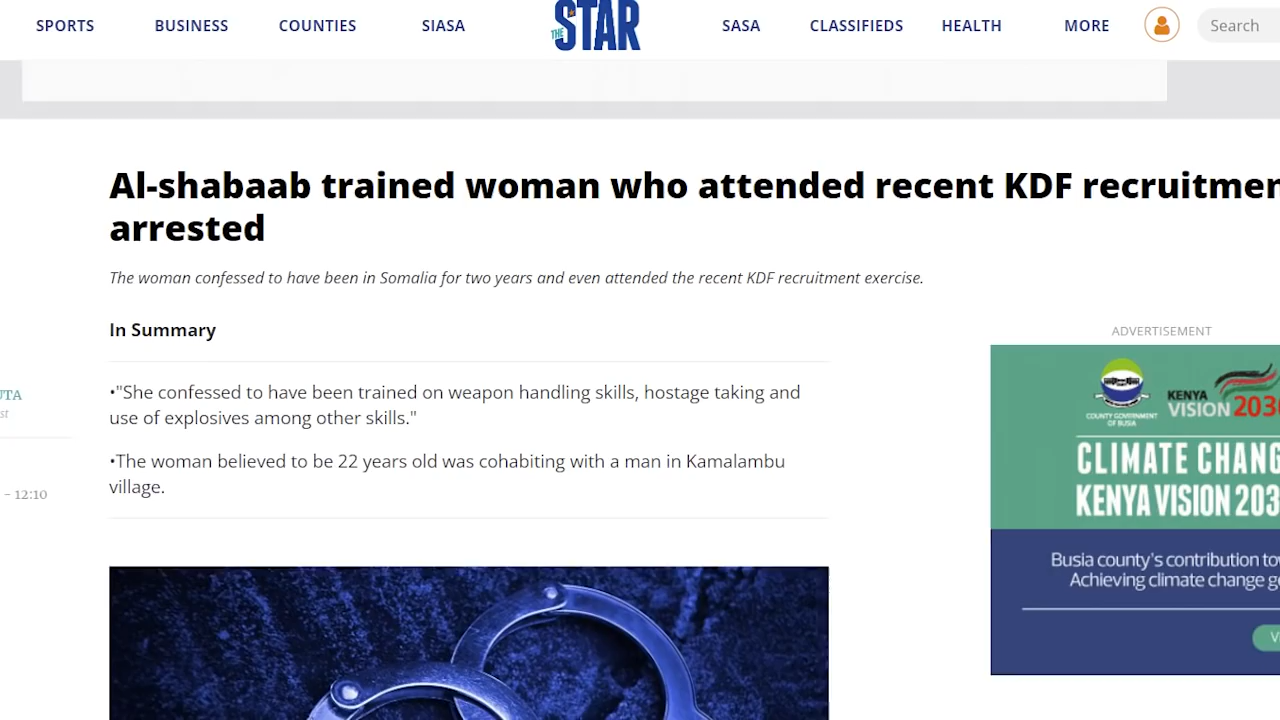 SPORTS BUSINESS COUNTIES SIASA THE STAR SASA CLASSIFIEDS HEALTH MORE Search
Al-shabaab trained woman who attended recent KDF recruitmen
arrested
The woman confessed to have been in Somalia for two years and even attended the recent KDF recruitment exercise.
In Summary
•"She confessed to have been trained on weapon handling skills, hostage taking and
use of explosives among other skills."
•The woman believed to be 22 years old was cohabiting with a man in Kamalambu
village.
UTA
st
- 12:10
ADVERTISEMENT
COUNTY GOVERNMENT
OF BUSIA
KENYA
VISION 2030
CLIMATE CHANG
KENYA VISION 203
Busia county's contribution to
Achieving climate change g